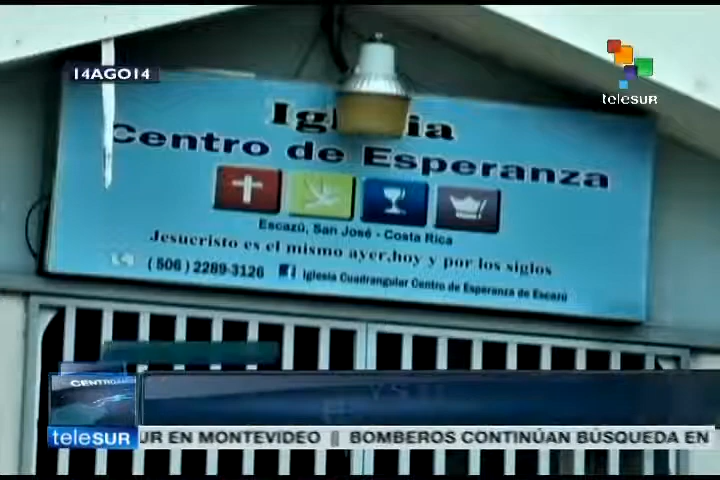 14AGO14
teleSUR
Iglesia
Centro de Esperanza
Escazú, San José - Costa Rica
Jesucristo es el mismo ayer, hoy y por los siglos
(506) 2289-3126
Iglesia Cuadrangular Centro de Esperanza de Escazú
teleSUR
UR EN MONTEVIDEO || BOMBEROS CONTINÚAN BÚSQUEDA EN